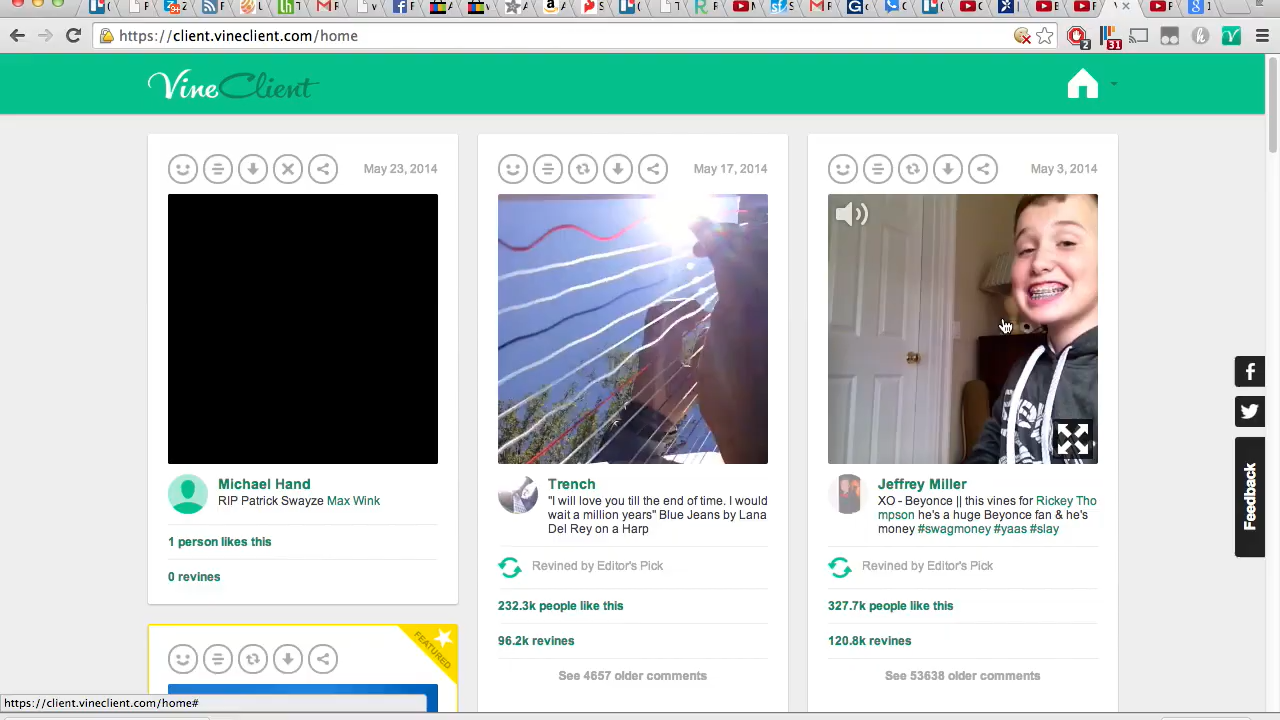 https://client.vineclient.com/home
2
31
VineClient
May 23, 2014
May 17, 2014
May 3, 2014
Michael Hand
RIP Patrick Swayze Max Wink
1 person likes this
0 revines
FEATURED
Trench
"I will love you till the end of time. I would
wait a million years" Blue Jeans by Lana
Del Rey on a Harp
Revined by Editor's Pick
232.3k people like this
96.2k revines
See 4657 older comments
Jeffrey Miller
XO - Beyonce || this vines for Rickey Tho
mpson he's a huge Beyonce fan & he's
money #swagmoney #yaas #slay
Revined by Editor's Pick
327.7k people like this
120.8k revines
See 53638 older comments
Feedback
https://client.vineclient.com/home#